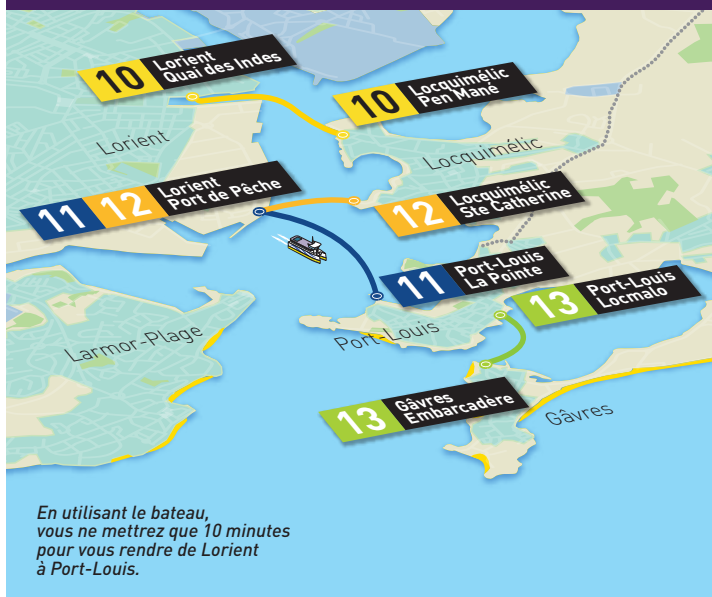 10 Lorient
Quai des Indes
10 Locquimélic
Pen Mané
Lorient
Locquimélic
11 12 Lorient
Port de Pêche
12 Locquimélic
Ste Catherine
11 Port-Louis
La Pointe
13 Port-Louis
Locmalo
Larmor-Plage
Port-Louis
13 Gâvres
Embarcadère
Gâvres
En utilisant le bateau,
vous ne mettrez que 10 minutes
pour vous rendre de Lorient
à Port-Louis.